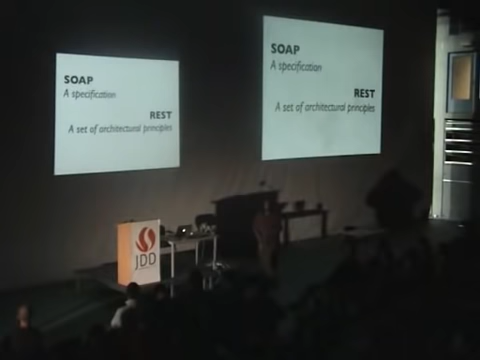 SOAP
A specification
REST
A set of architectural principles
SOAP
A specification
REST
A set of architectural principles
JDD